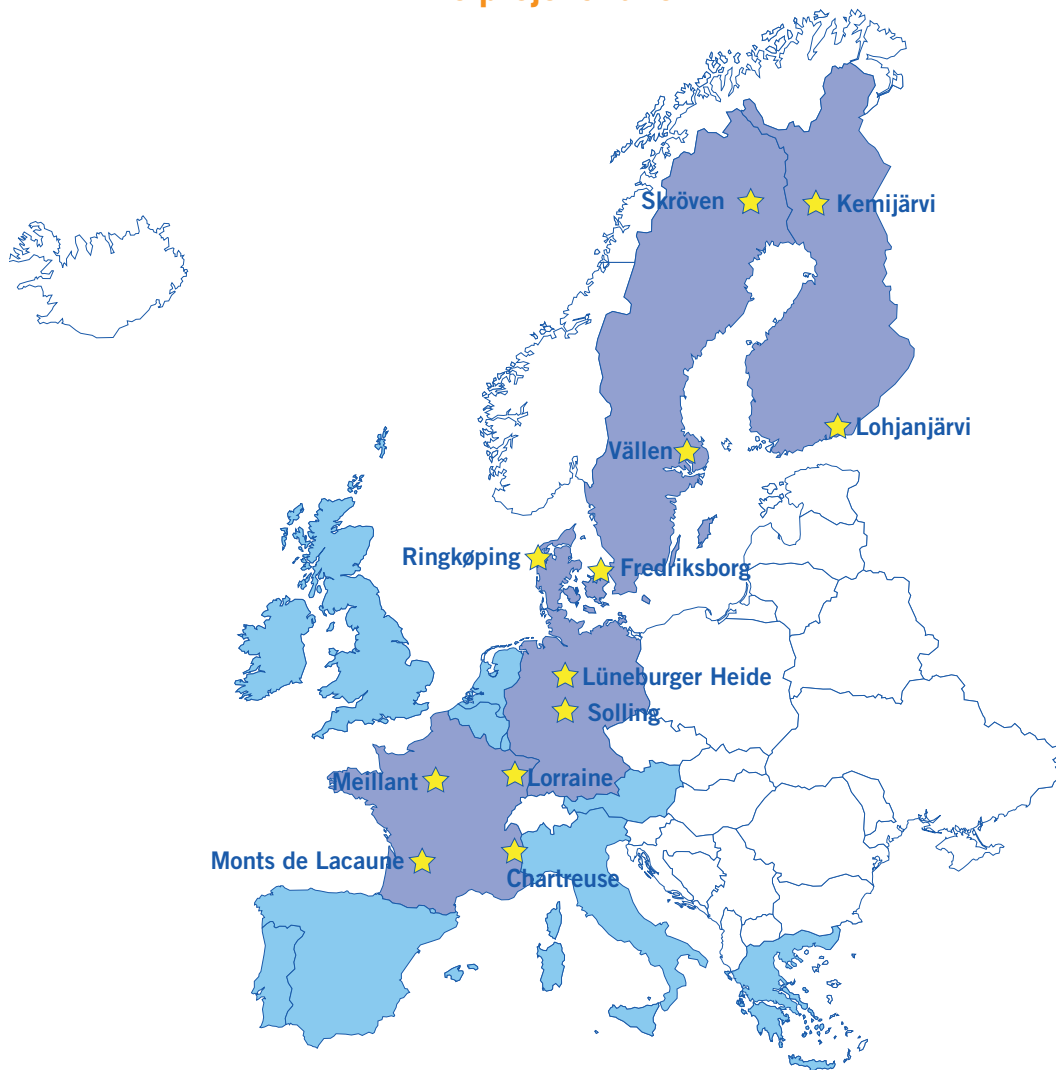 Skröven
Kemijärvi
Lohjanjärvi
Vällen
Ringkøping
Fredriksborg
Lüneburger Heide
Solling
Meillant
Lorraine
Monts de Lacaune
Chartreuse